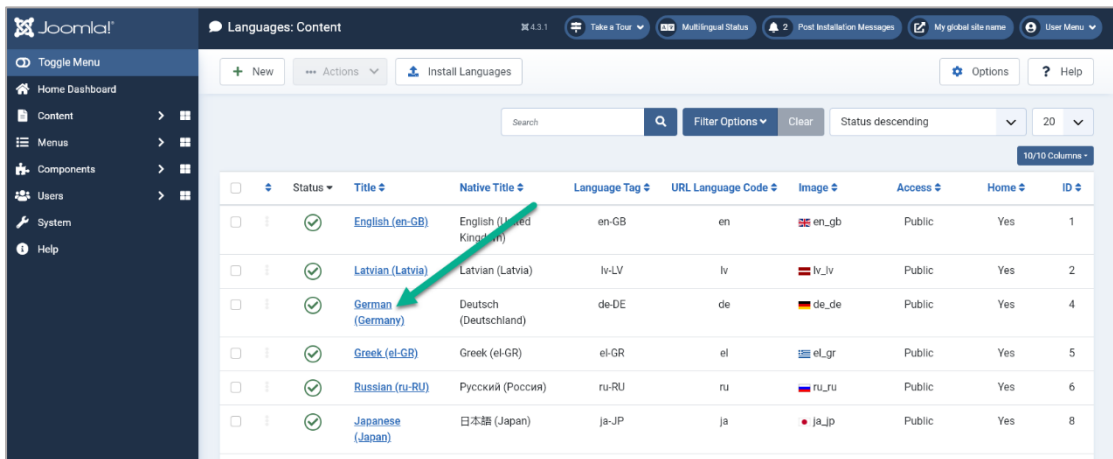 Joomla!®
Languages: Content
4.3.1
Take a Tour
Multilingual Status
2 Post Installation Messages
My global site name
User Menu
Toggle Menu
Home Dashboard
Content
Menus
Components
Users
System
Help
+ New
••• Actions
Install Languages
Options
? Help
Search
Filter Options
Clear
Status descending
20
10/10 Columns
Status Title Native Title Language Tag URL Language Code Image Access Home ID
English (en-GB) English (United Kingdom) en-GB en en_gb Public Yes 1
Latvian (Latvia) Latvian (Latvia) lv-LV lv lv_lv Public Yes 2
German (Germany) Deutsch (Deutschland) de-DE de de_de Public Yes 4
Greek (el-GR) Greek (el-GR) el-GR el el_gr Public Yes 5
Russian (ru-RU) Русский (Россия) ru-RU ru ru_ru Public Yes 6
Japanese (Japan) 日本語 (Japan) ja-JP ja ja_jp Public Yes 8